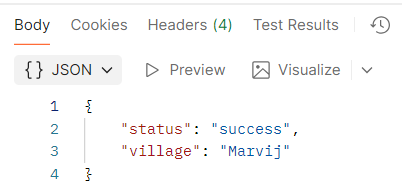 Body Cookies Headers (4) Test Results
{} JSON Preview Visualize
1 {
2 "status": "success",
3 "village": "Marvij"
4 }